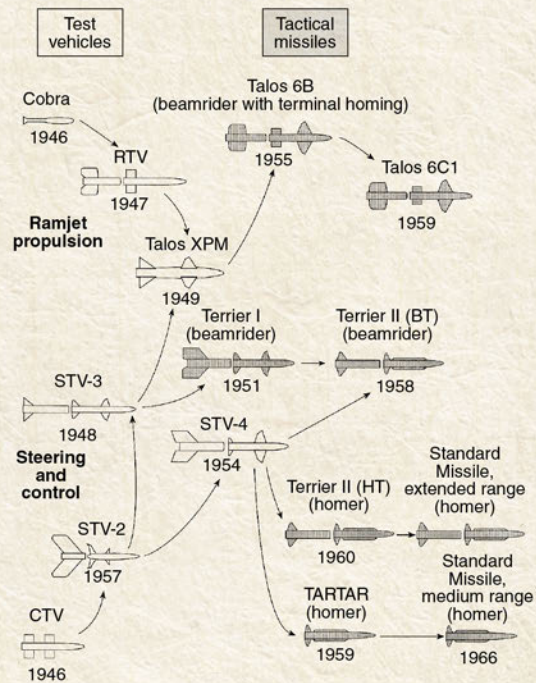 Test
vehicles
Tactical
missiles
Cobra
1946
RTV
1947
Ramjet
propulsion
Talos XPM
1949
Talos 6B
(beamrider with terminal homing)
1955
Talos 6C1
1959
Terrier I
(beamrider)
1951
Terrier II (BT)
(beamrider)
1958
STV-3
1948
Steering
and
control
STV-4
1954
STV-2
1957
CTV
1946
Terrier II (HT)
(homer)
1960
Standard
Missile,
extended range
(homer)
TARTAR
(homer)
1959
Standard
Missile,
medium range
(homer)
1966